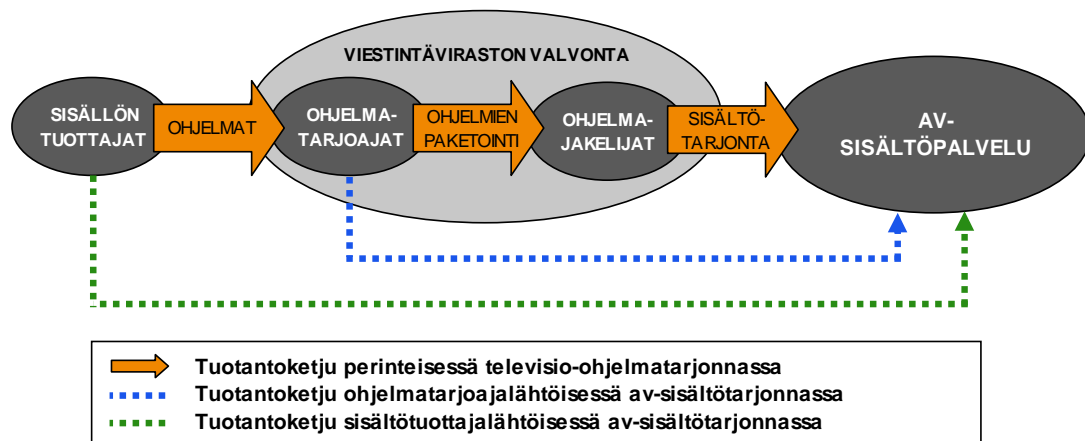 VIESTINTÄVIRASTON VALVONTA
SISÄLLÖN
TUOTTAJAT
OHJELMAT
OHJELMA-
TARJOAJAT
OHJELMIEN
PAKETOINTI
OHJELMA-
JAKELIJAT
SISÄLTÖ-
TARJONTA
AV-
SISÄLTÖPALVELU
Tuotantoketju perinteisessä televisio-ohjelmatarjonnassa
Tuotantoketju ohjelmatarjoajalähtöisessä av-sisältötarjonnassa
Tuotantoketju sisältötuottajalähtöisessä av-sisältötarjonnassa